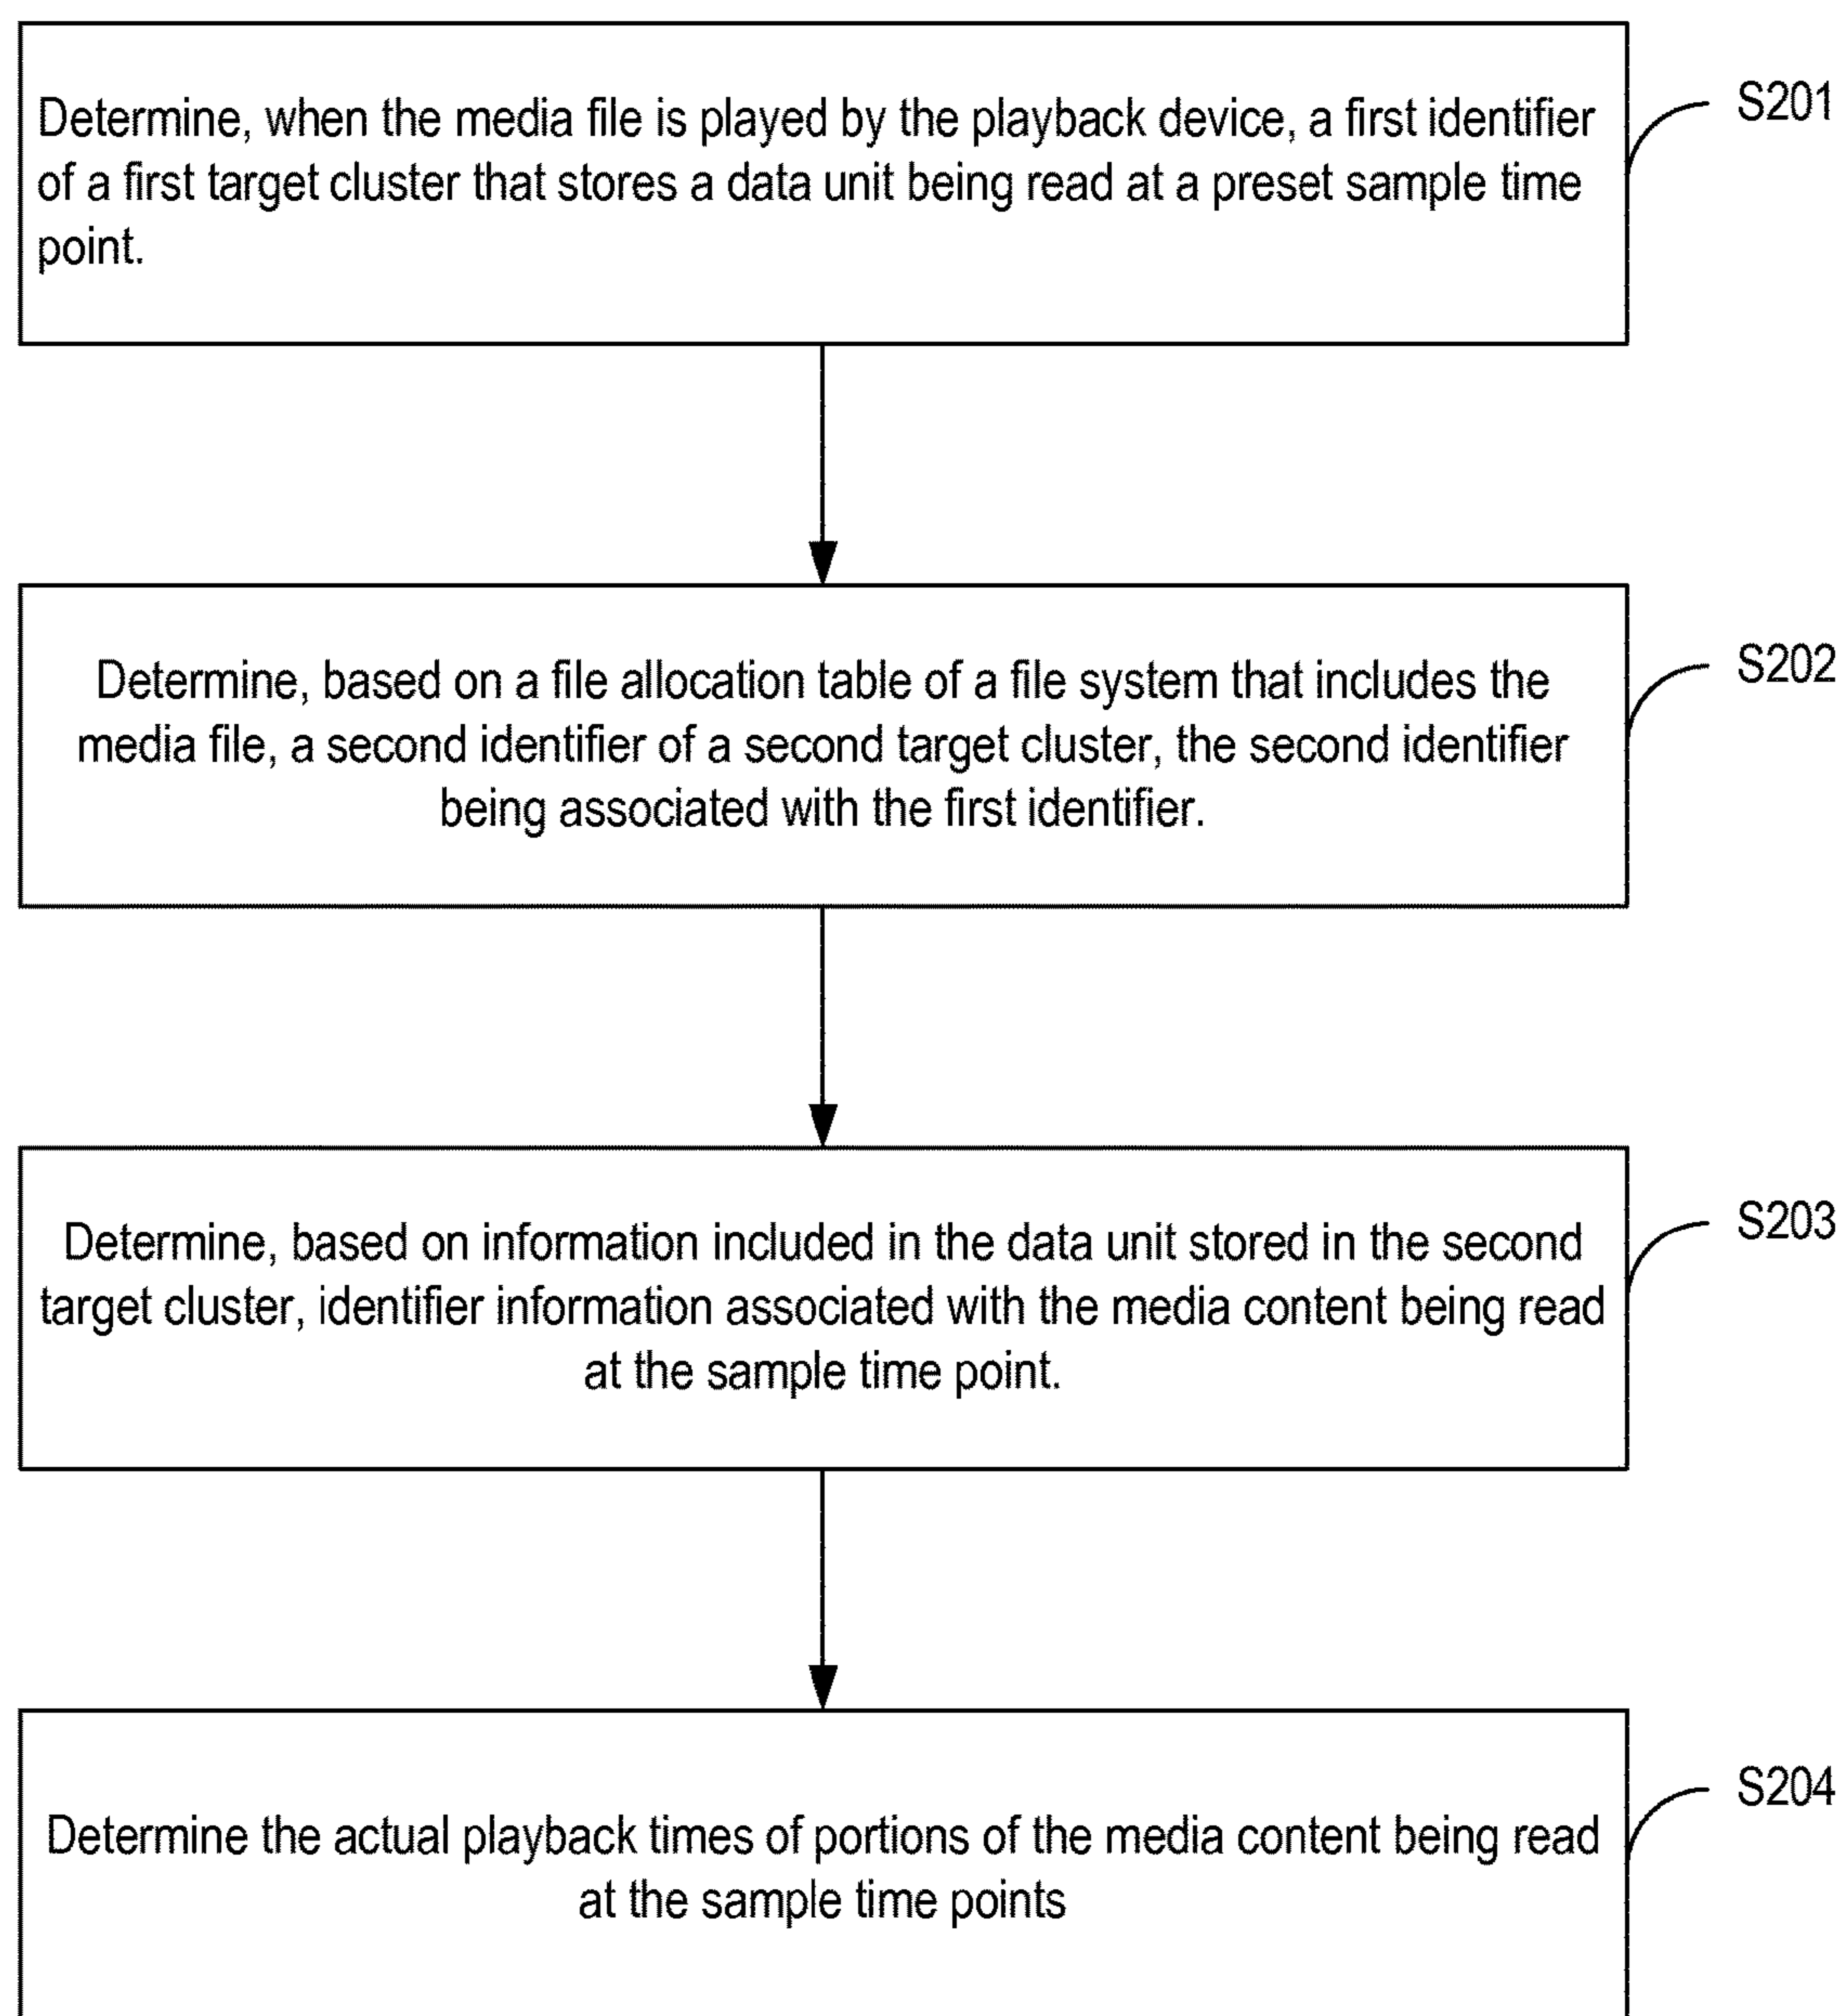 Determine, when the media file is played by the playback device, a first identifier
of a first target cluster that stores a data unit being read at a preset sample time
point.
S201
Determine, based on a file allocation table of a file system that includes the
media file, a second identifier of a second target cluster, the second identifier
being associated with the first identifier.
S202
Determine, based on information included in the data unit stored in the second
target cluster, identifier information associated with the media content being read
at the sample time point.
S203
Determine the actual playback times of portions of the media content being read
at the sample time points
S204